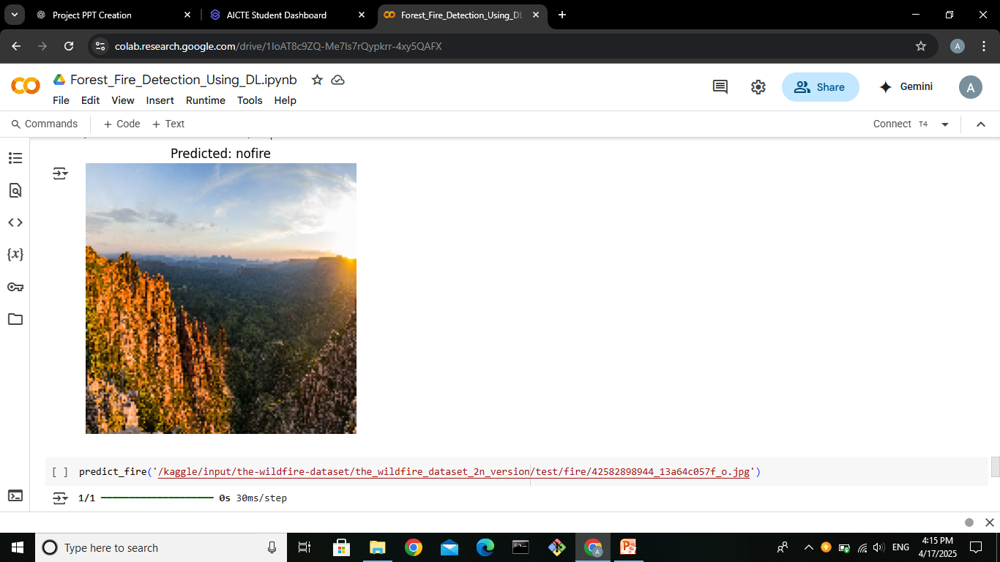 Project PPT Creation
AICTE Student Dashboard
Forest_Fire_Detection_Using_DL
colab.research.google.com/drive/1IoAT8c9ZQ-Me7Is7rQypkrr-4xy5QAFX
A
Forest_Fire_Detection_Using_DL.ipynb
File Edit View Insert Runtime Tools Help
Share
Gemini
A
Commands
+ Code + Text
Connect T4
Predicted: nofire
{x}
[ ] predict_fire('/kaggle/input/the-wildfire-dataset/the_wildfire_dataset_2n_version/test/fire/42582898944_13a64c057f_o.jpg')
1/1 ━━━━━━━━━━━━━━━━━━━━ 0s 30ms/step
Type here to search
A
ENG
4:15 PM
4/17/2025